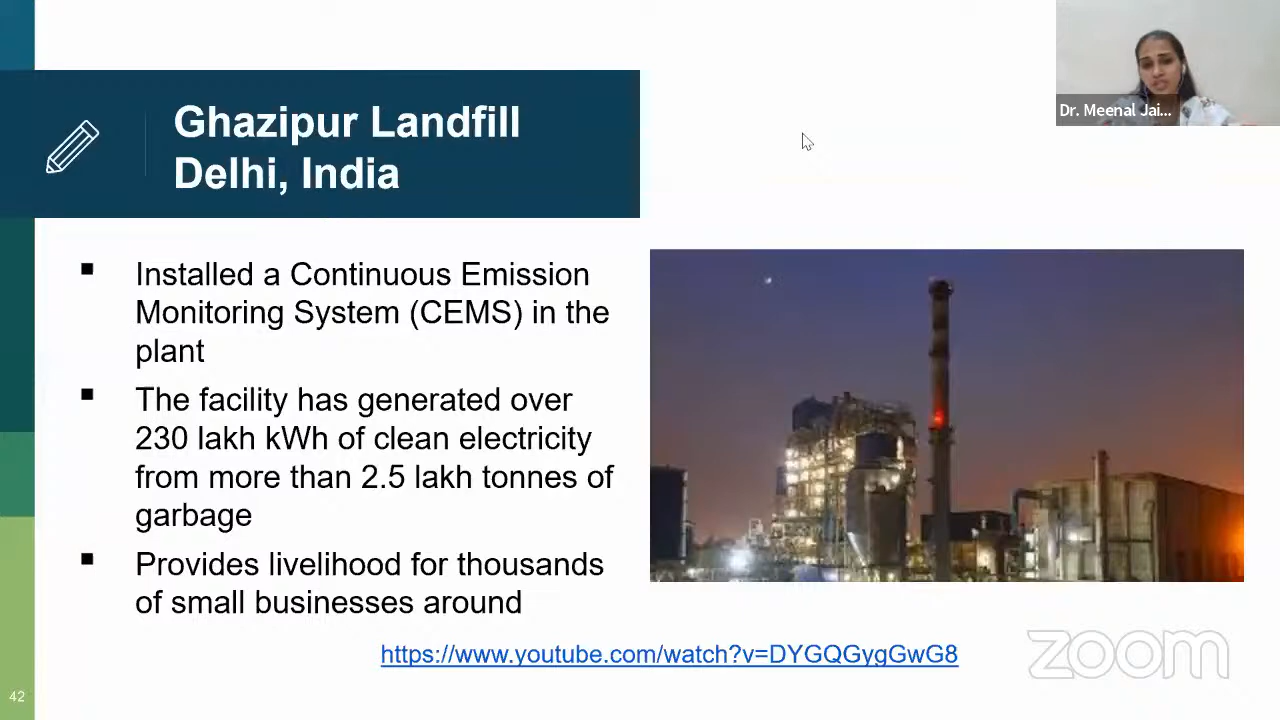 Ghazipur Landfill
Delhi, India
Dr. Meenal Jai...
▪ Installed a Continuous Emission
Monitoring System (CEMS) in the
plant
▪ The facility has generated over
230 lakh kWh of clean electricity
from more than 2.5 lakh tonnes of
garbage
▪ Provides livelihood for thousands
of small businesses around
https://www.youtube.com/watch?v=DYGQGygGwG8
zoom
42